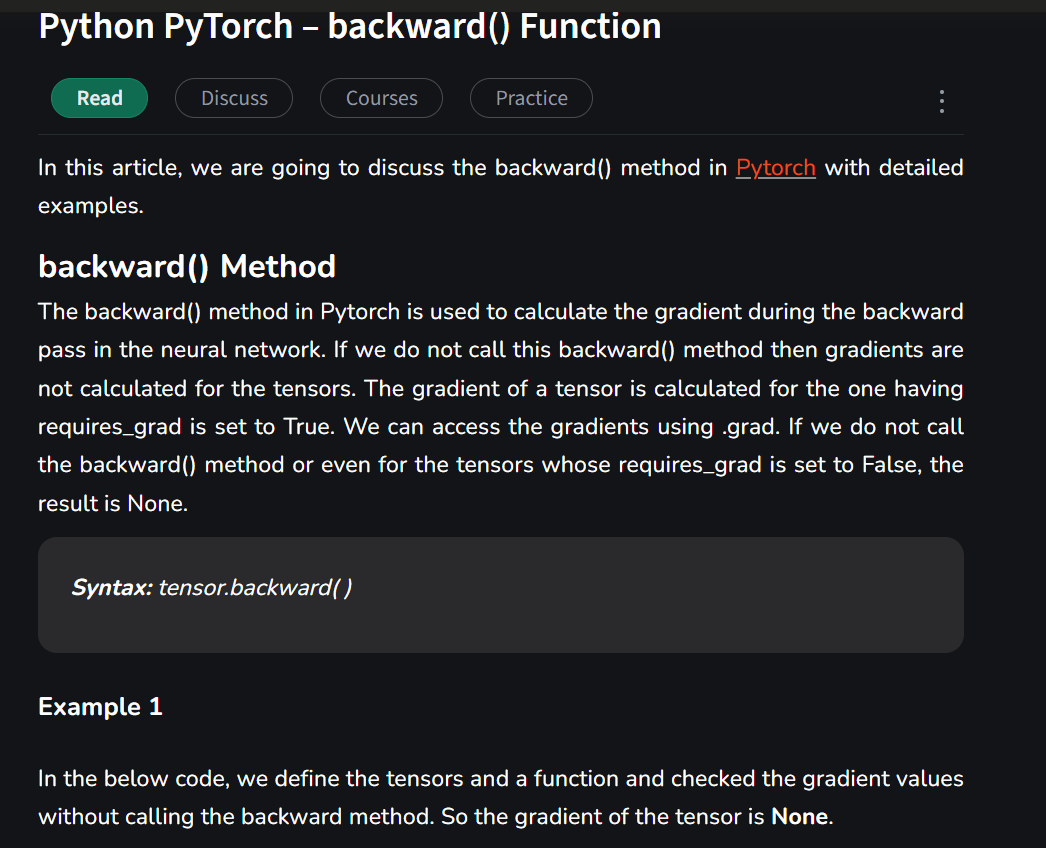 Python PyTorch – backward() Function
Read
Discuss
Courses
Practice
In this article, we are going to discuss the backward() method in Pytorch with detailed
examples.
backward() Method
The backward() method in Pytorch is used to calculate the gradient during the backward
pass in the neural network. If we do not call this backward() method then gradients are
not calculated for the tensors. The gradient of a tensor is calculated for the one having
requires_grad is set to True. We can access the gradients using .grad. If we do not call
the backward() method or even for the tensors whose requires_grad is set to False, the
result is None.
Syntax: tensor.backward( )
Example 1
In the below code, we define the tensors and a function and checked the gradient values
without calling the backward method. So the gradient of the tensor is None.